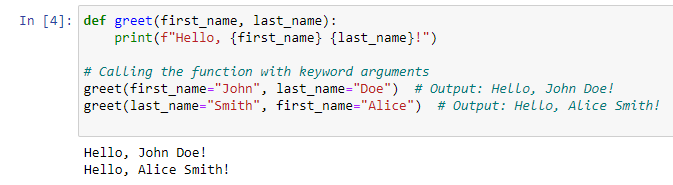 In [4]: def greet(first_name, last_name):
    print(f"Hello, {first_name} {last_name}!")
# Calling the function with keyword arguments
greet(first_name="John", last_name="Doe")  # Output: Hello, John Doe!
greet(last_name="Smith", first_name="Alice")  # Output: Hello, Alice Smith!
Hello, John Doe!
Hello, Alice Smith!